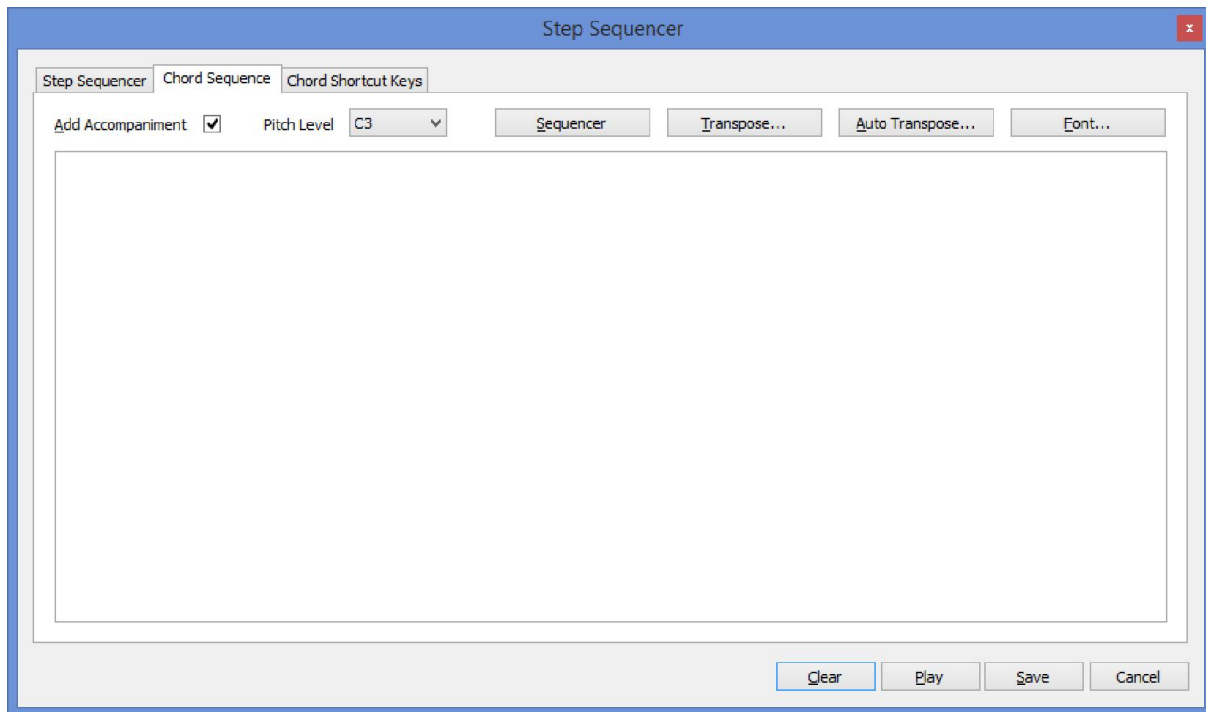 Step Sequencer
x
Step Sequencer Chord Sequence Chord Shortcut Keys
Add Accompaniment Pitch Level C3 Sequencer Transpose... Auto Transpose... Font...
Clear Play Save Cancel